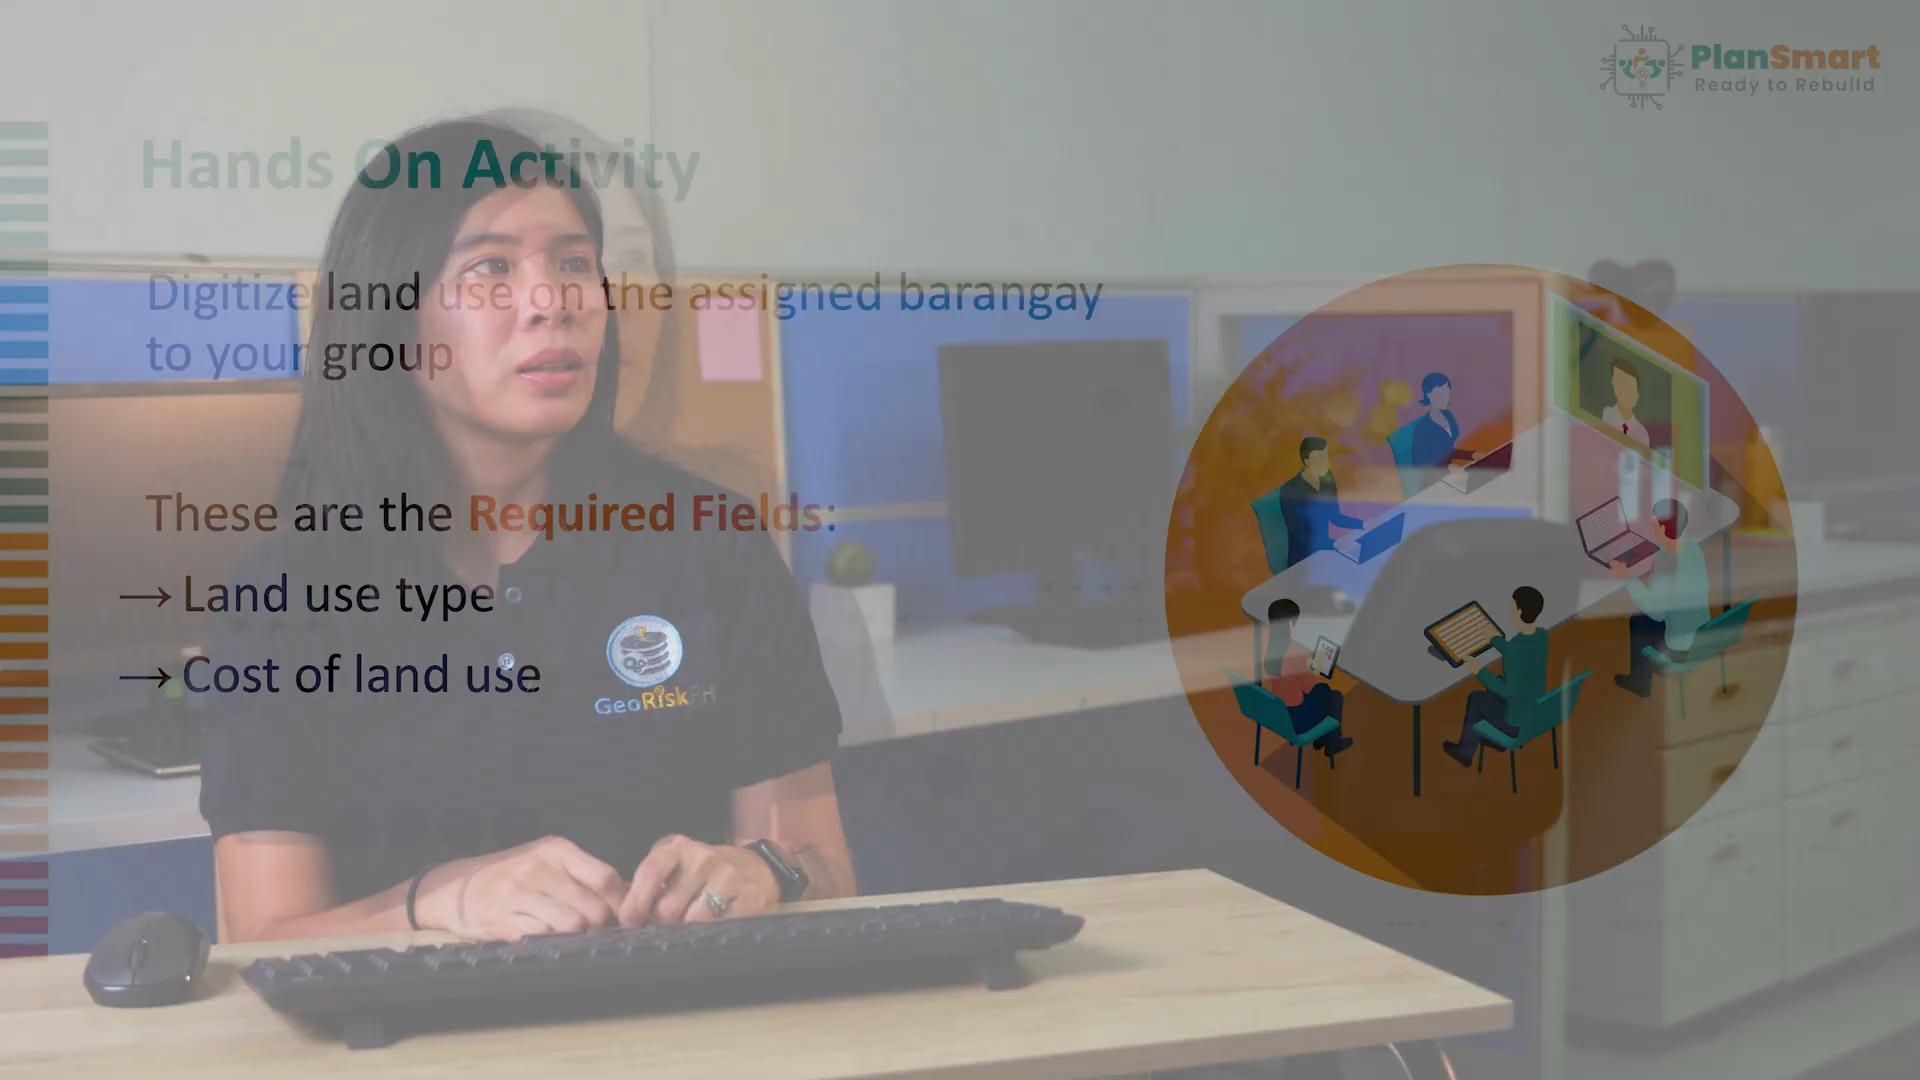 PlanSmart
Ready to Rebuild
Hands On Activity
Digitize land use on the assigned barangay
to your group
These are the Required Fields:
→ Land use type
→ Cost of land use
GeoRiskPH